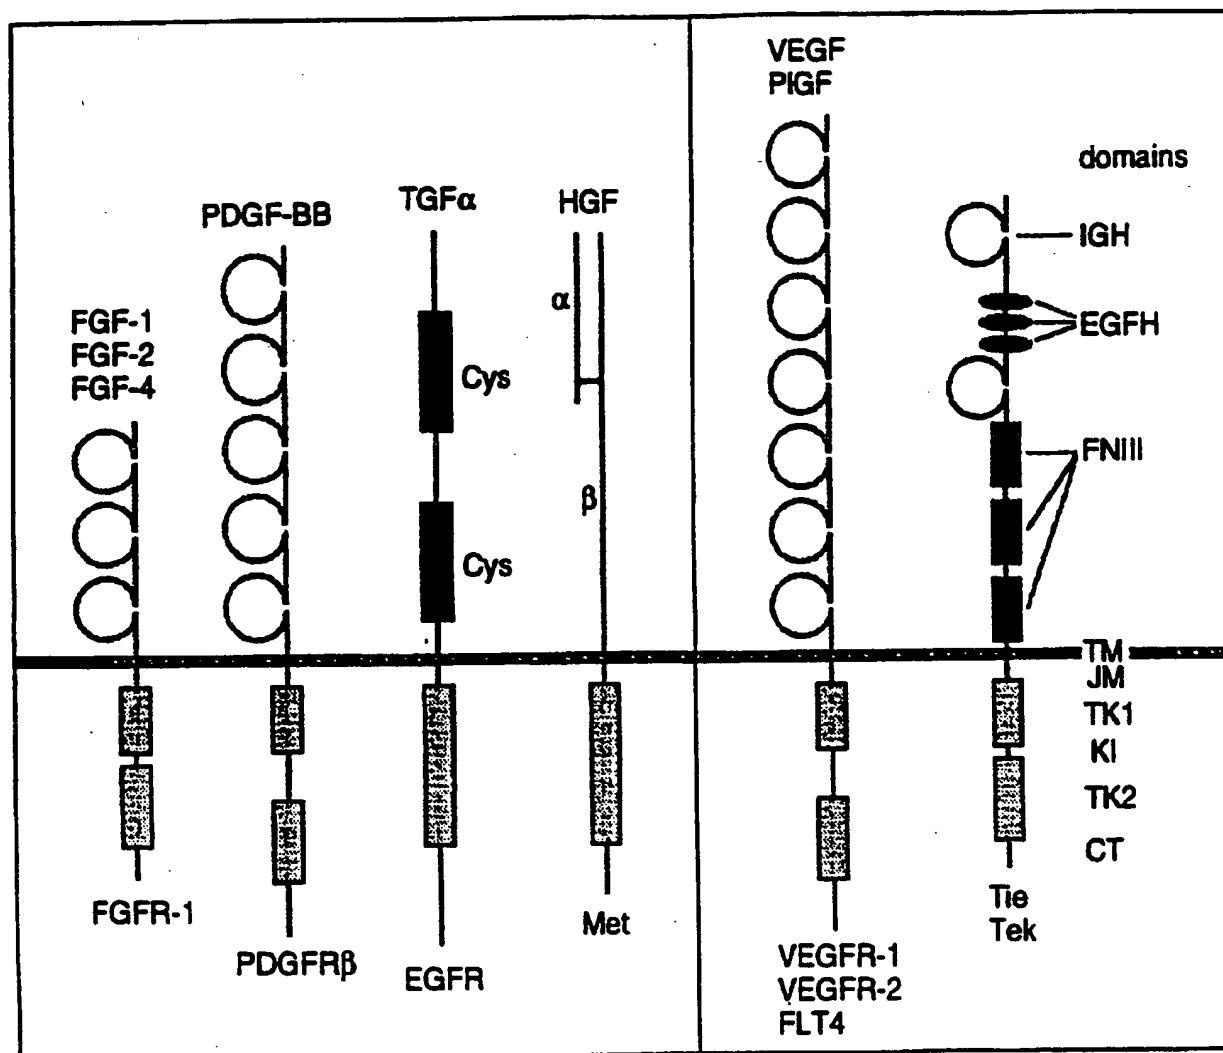 FGF-1
FGF-2
FGF-4
FGFR-1
PDGF-BB
PDGFRβ
TGFα
Cys
Cys
EGFR
HGF
α
β
Met
VEGF
PIGF
VEGFR-1
VEGFR-2
FLT4
domains
IGH
EGFH
FNIII
TM
JM
TK1
KI
TK2
CT
Tie
Tek